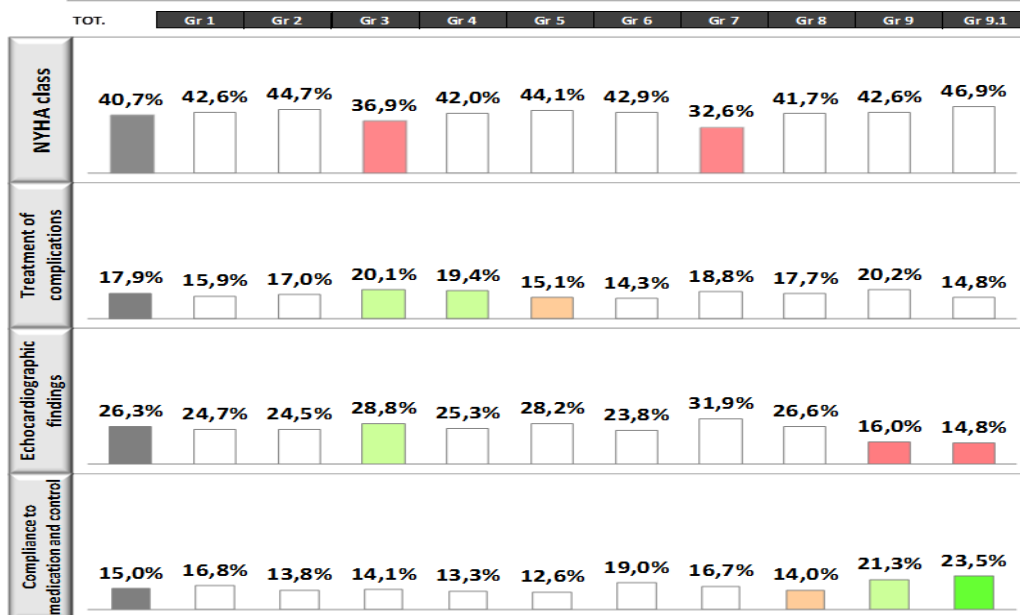 TOT. Gr 1 Gr 2 Gr 3 Gr 4 Gr 5 Gr 6 Gr 7 Gr 8 Gr 9 Gr 9.1
NYHA class
40,7% 42,6% 44,7% 36,9% 42,0% 44,1% 42,9% 32,6% 41,7% 42,6% 46,9%
Treatment of
complications
17,9% 15,9% 17,0% 20,1% 19,4% 15,1% 14,3% 18,8% 17,7% 20,2% 14,8%
Echocardiographic
findings
26,3% 24,7% 24,5% 28,8% 25,3% 28,2% 23,8% 31,9% 26,6% 16,0% 14,8%
Compliance to
medication and control
15,0% 16,8% 13,8% 14,1% 13,3% 12,6% 19,0% 16,7% 14,0% 21,3% 23,5%